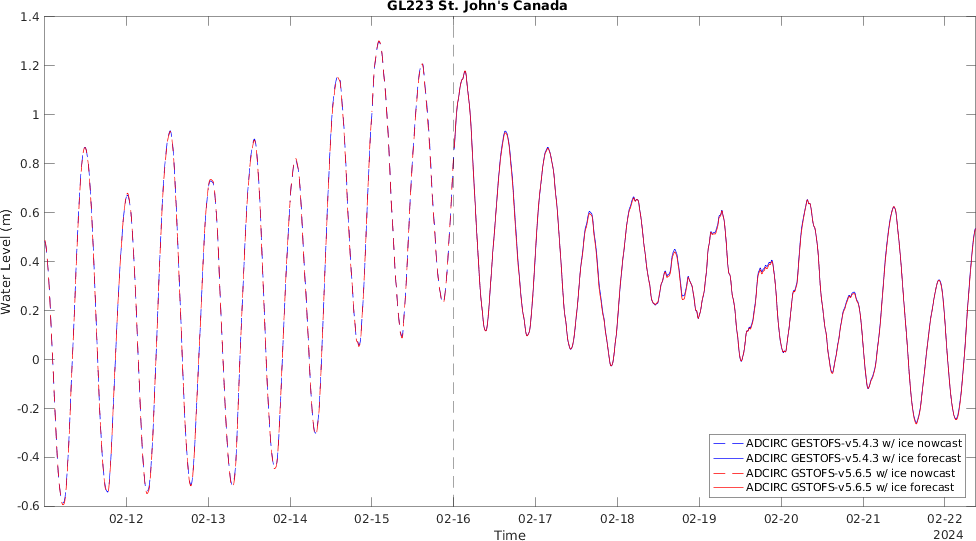 GL223 St. John's Canada
1.4
1.2
1
0.8
0.6
0.4
0.2
0
-0.2
-0.4
-0.6
Water Level (m)
ADCIRC GESTOFS-v5.4.3 w/ ice nowcast
ADCIRC GESTOFS-v5.4.3 w/ ice forecast
ADCIRC GSTOFS-v5.6.5 w/ ice nowcast
ADCIRC GSTOFS-v5.6.5 w/ ice forecast
02-12 02-13 02-14 02-15 02-16 02-17 02-18 02-19 02-20 02-21 02-22
Time 2024